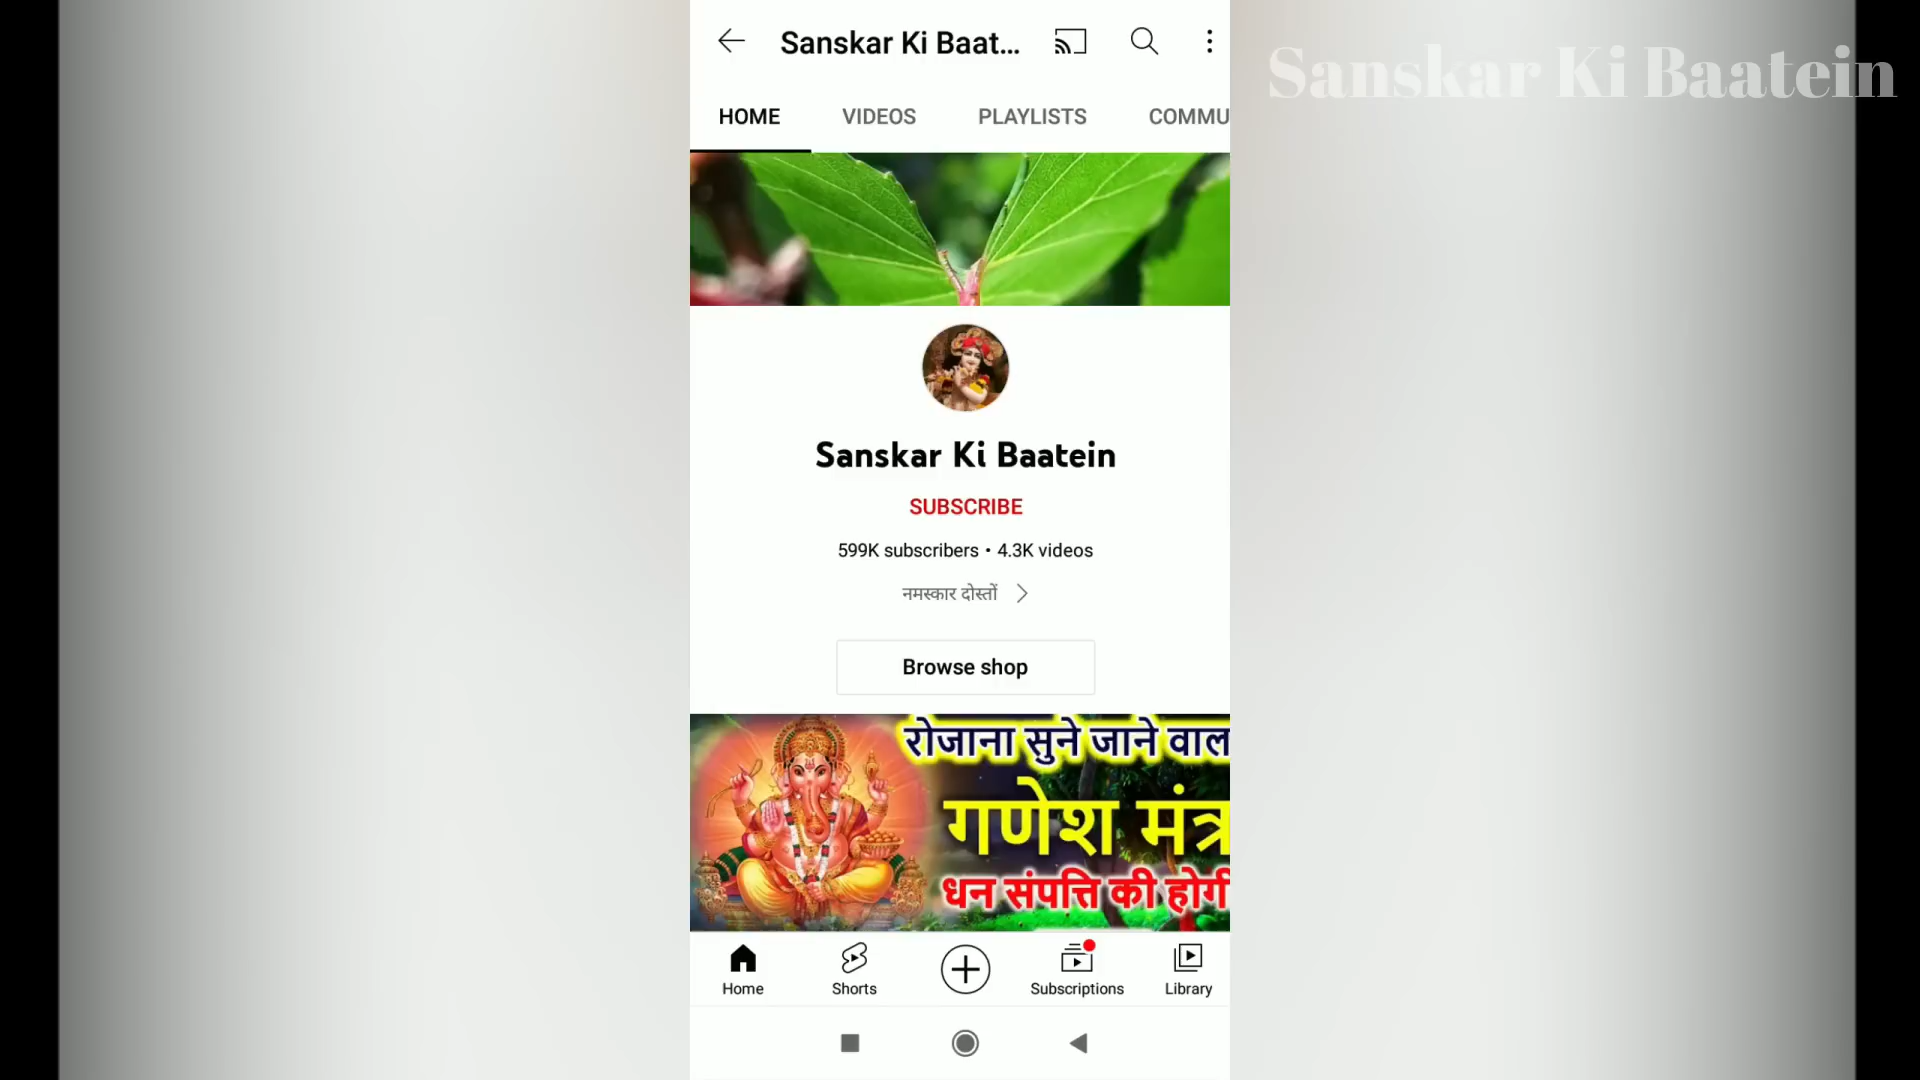 Sanskar Ki Baat...
Sanskar Ki Baatein
HOME VIDEOS PLAYLISTS COMMU
Sanskar Ki Baatein
SUBSCRIBE
599K subscribers • 4.3K videos
नमस्कार दोस्तों
Browse shop
रोजाना सुने जाने वाल
गणेश मंत्र
धन संपत्ति की होगी
Home Shorts Subscriptions Library